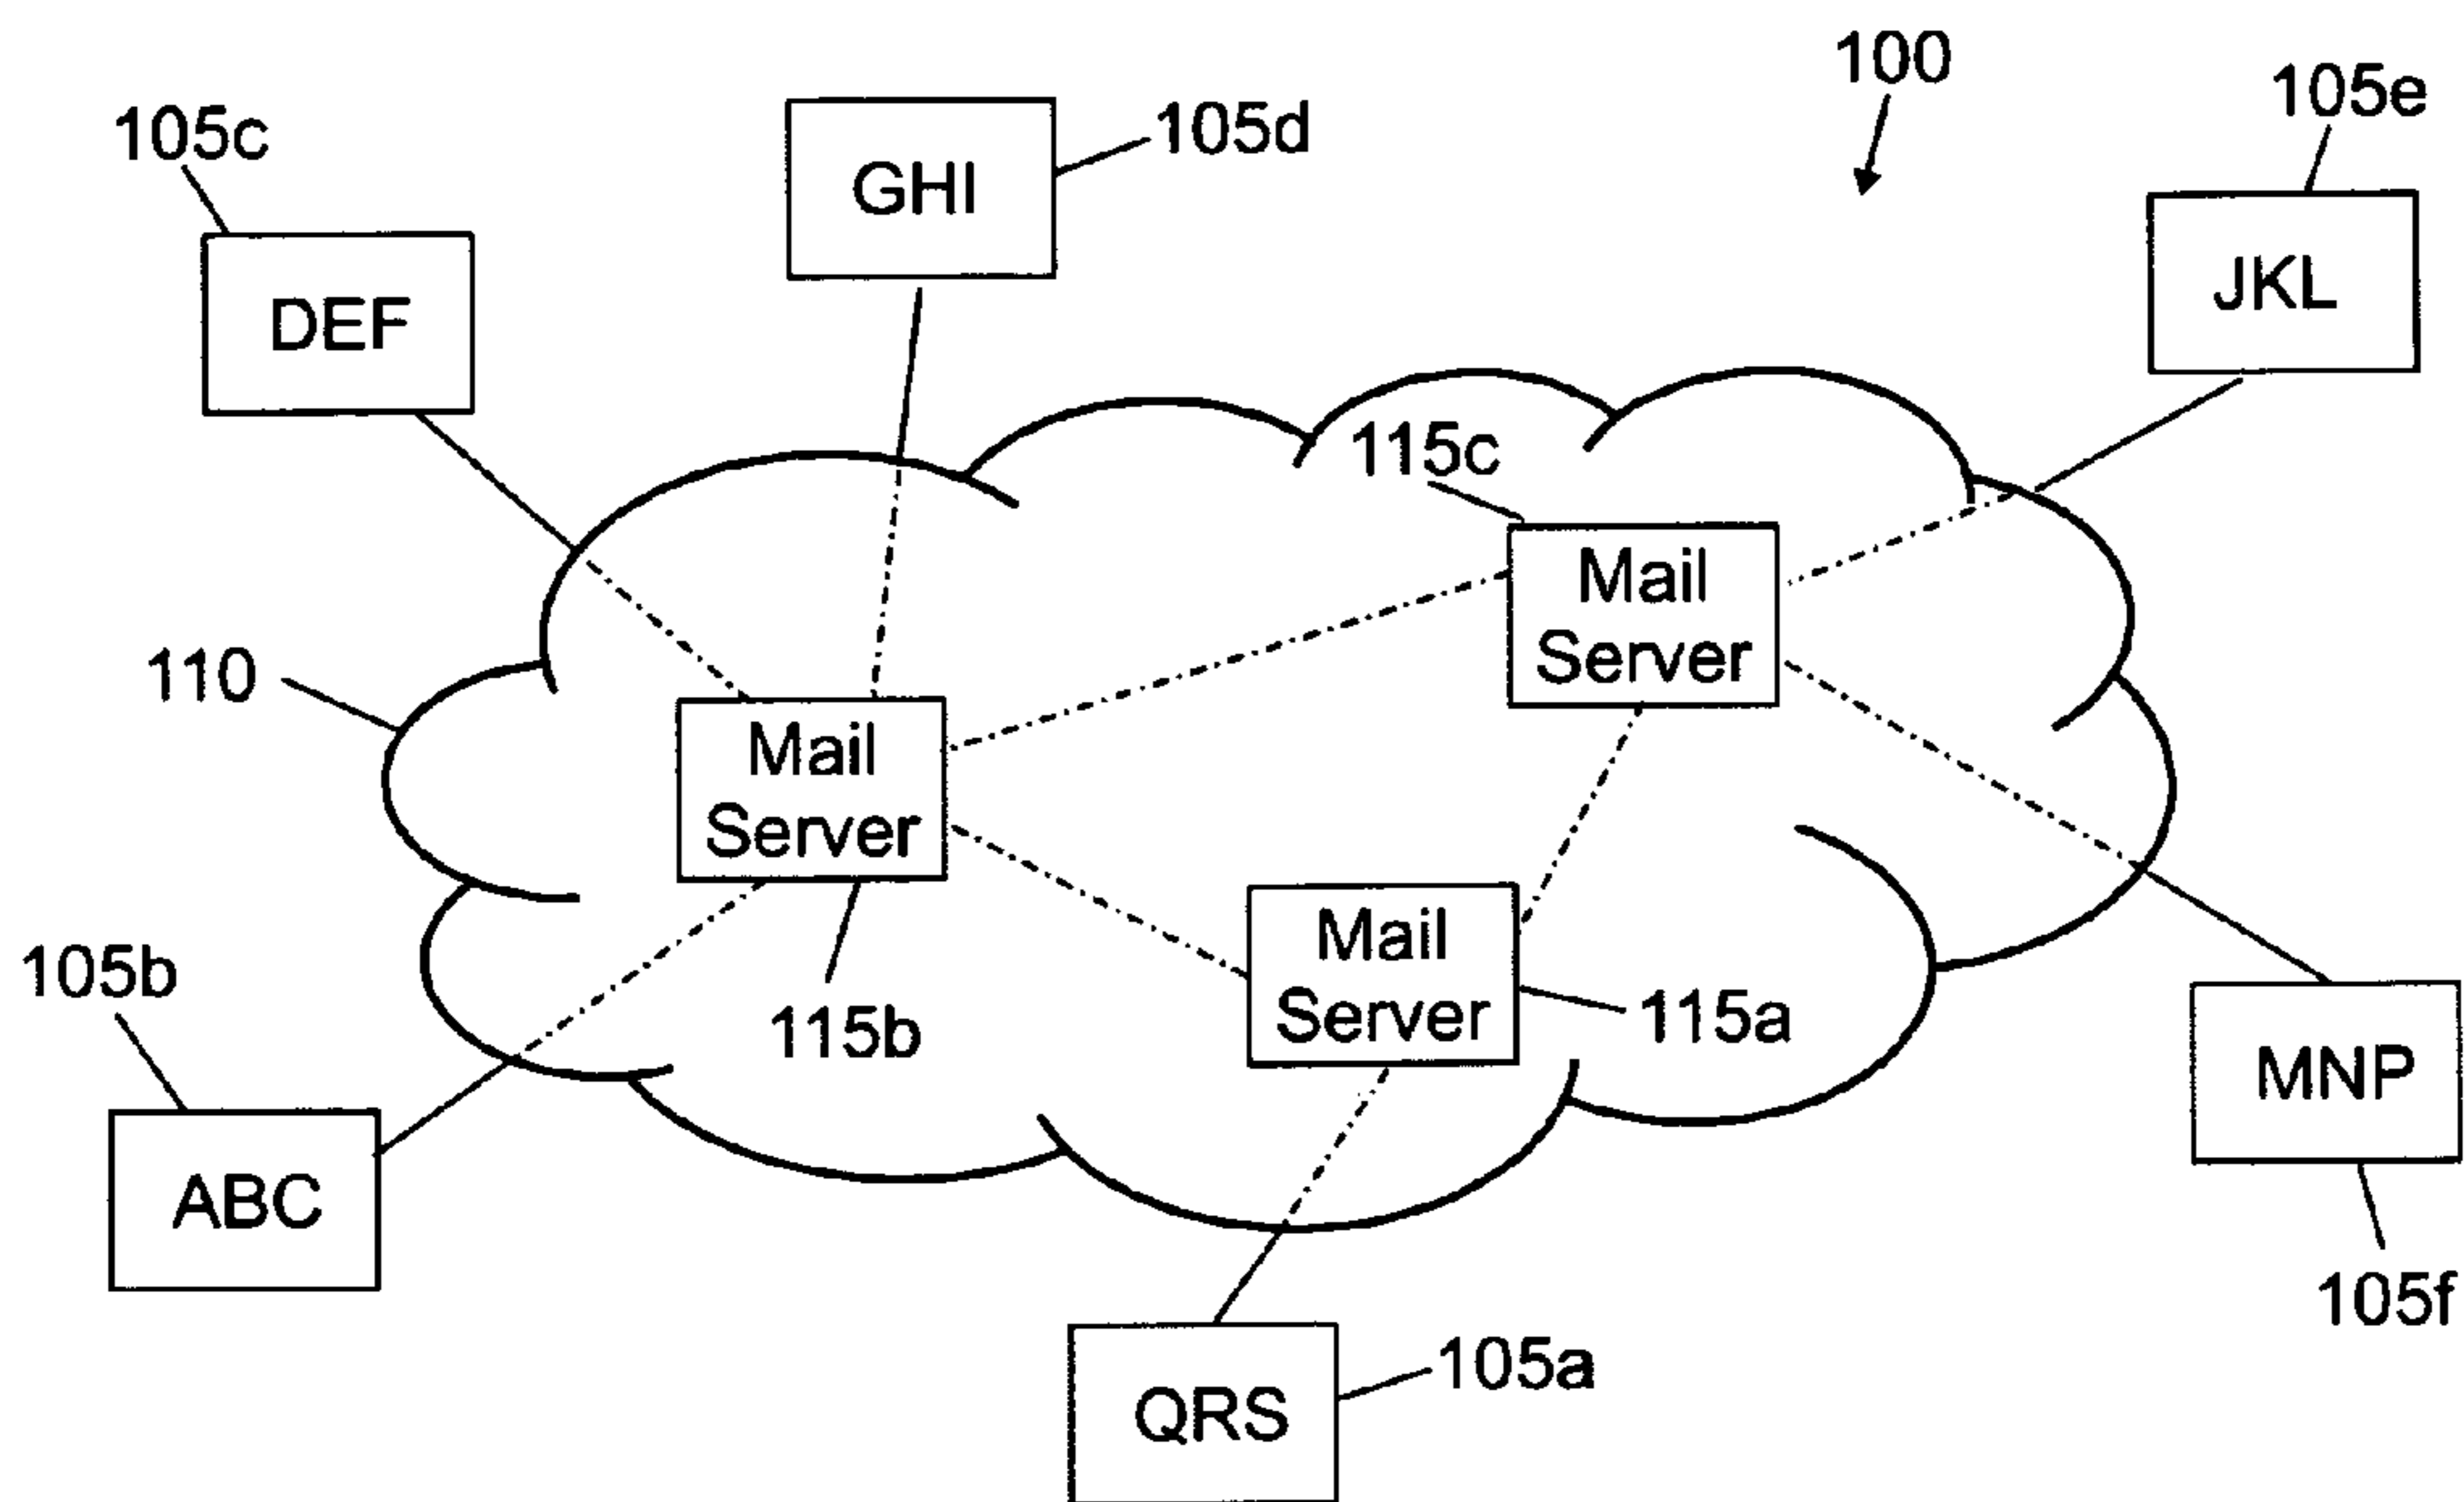 100
105e
105c
GHI
105d
JKL
DEF
115c
Mail
Server
110
Mail
Server
Mail
Server
105b
115b
115a
MNP
ABC
105f
105a
QRS